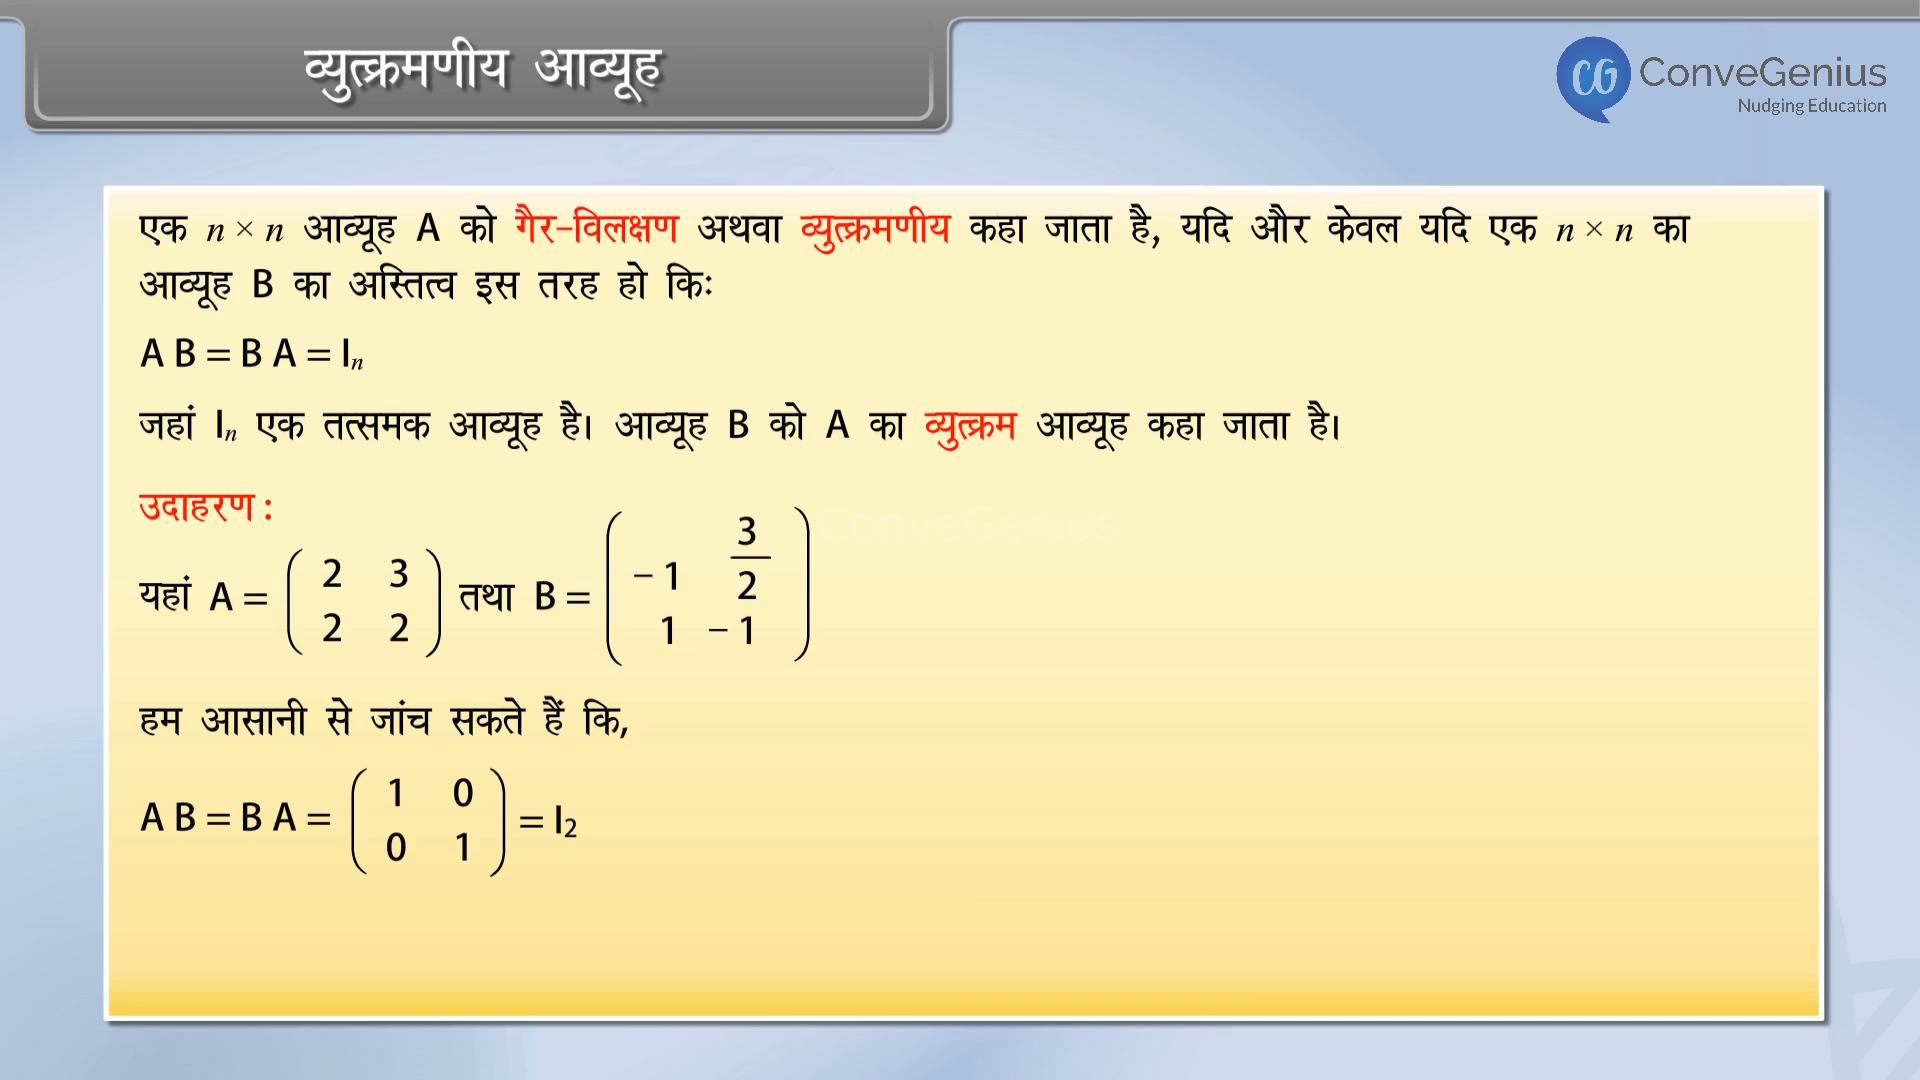 व्युत्क्रमणीय आव्यूह
CG ConveGenius
Nudging Education
एक n × n आव्यूह A को गैर-विलक्षण अथवा व्युत्क्रमणीय कहा जाता है, यदि और केवल यदि एक n × n का
आव्यूह B का अस्तित्व इस तरह हो किः
A B = B A = Iₙ
जहां Iₙ एक तत्समक आव्यूह है। आव्यूह B को A का व्युत्क्रम आव्यूह कहा जाता है।
उदाहरण :
यहां A = ( 2 3 ; 2 2 ) तथा B = ( – 1 3/2 ; 1 – 1 )
हम आसानी से जांच सकते हैं कि,
A B = B A = ( 1 0 ; 0 1 ) = I₂
ConveGenius